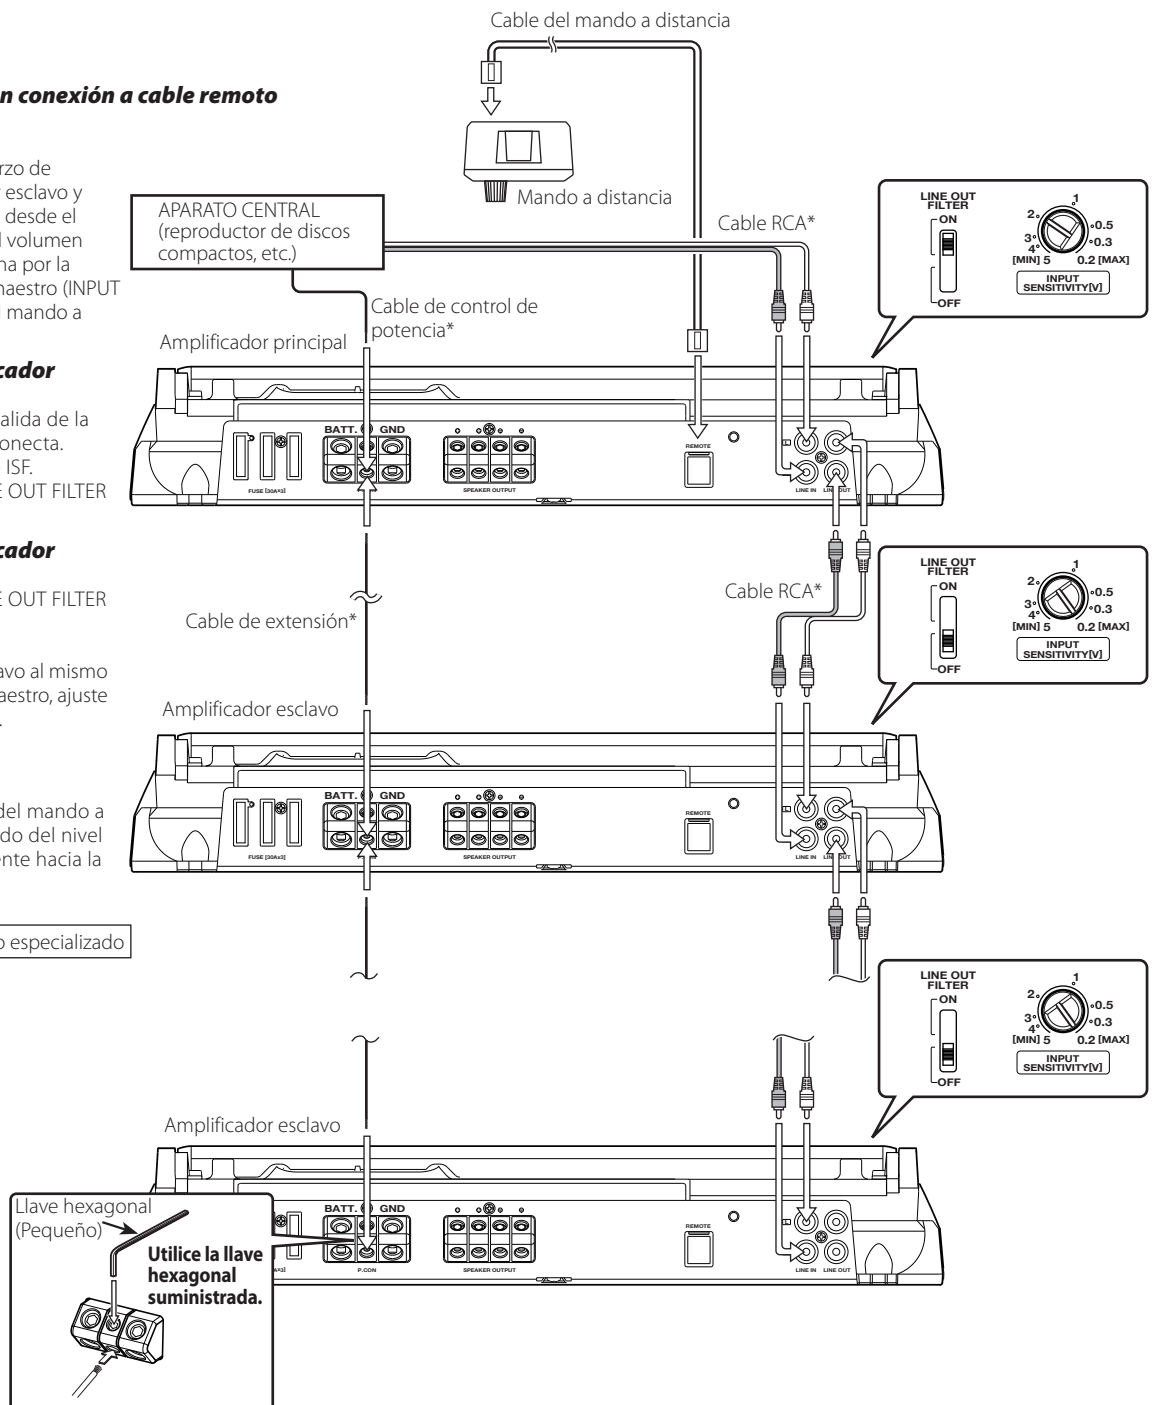 Cable del mando a distancia
n conexión a cable remoto
rzo de
esclavo y
desde el
l volumen
na por la
naestro (INPUT
l mando a
Mando a distancia
APARATO CENTRAL
(reproductor de discos
compactos, etc.)
Cable RCA*
Cable de control de
potencia*
Amplificador principal
LINE OUT
FILTER
ON
OFF
1
2
0.5
3
0.3
4
[MIN] 5
0.2 [MAX]
INPUT
SENSITIVITY[V]
cador
salida de la
onecta.
ISF.
E OUT FILTER
BATT.
GND
FUSE [30A×3]
SPEAKER OUTPUT
REMOTE
LINE IN
LINE OUT
cador
E OUT FILTER
avo al mismo
aestro, ajuste
.
Cable de extensión*
Cable RCA*
LINE OUT
FILTER
ON
OFF
1
2
0.5
3
0.3
4
[MIN] 5
0.2 [MAX]
INPUT
SENSITIVITY[V]
Amplificador esclavo
BATT.
GND
FUSE [30A×3]
SPEAKER OUTPUT
REMOTE
LINE IN
LINE OUT
del mando a
do del nivel
ente hacia la
o especializado
LINE OUT
FILTER
ON
OFF
1
2
0.5
3
0.3
4
[MIN] 5
0.2 [MAX]
INPUT
SENSITIVITY[V]
Amplificador esclavo
BATT.
GND
A×3]
P.CON
SPEAKER OUTPUT
REMOTE
LINE IN
LINE OUT
Llave hexagonal
(Pequeño)
Utilice la llave
hexagonal
suministrada.